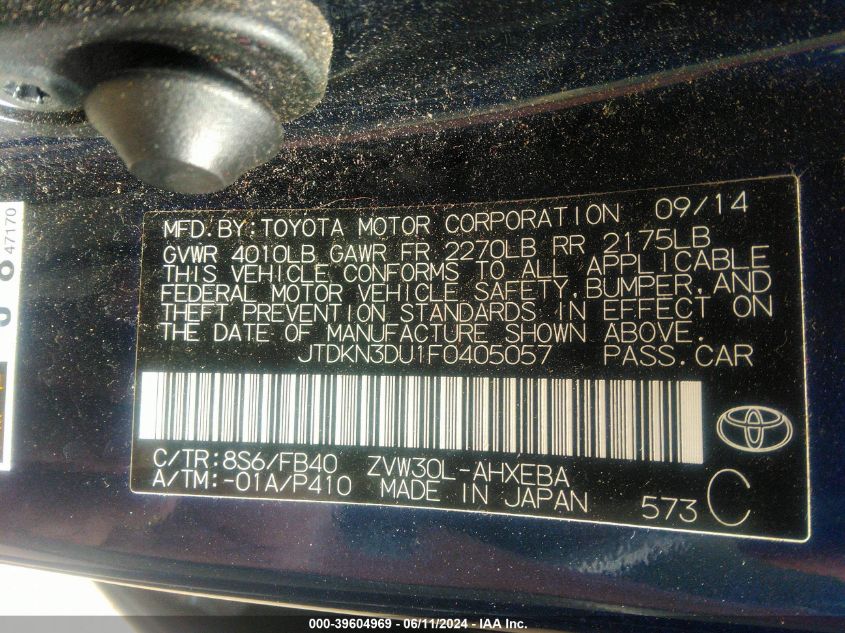 47170
MFD. BY: TOYOTA MOTOR CORPORATION 09/14
GVWR 4010LB GAWR FR 2270LB RR 2175LB
THIS VEHICLE CONFORMS TO ALL APPLICABLE
FEDERAL MOTOR VEHICLE SAFETY, BUMPER, AND
THEFT PREVENTION STANDARDS IN EFFECT ON
THE DATE OF MANUFACTURE SHOWN ABOVE.
JTDKN3DU1F0405057 PASS. CAR
C/TR: 8S6/FB40 ZVW30L-AHXEBA
A/TM: -01A/P410 MADE IN JAPAN 573 C
000-39604969 - 06/11/2024 - IAA Inc.